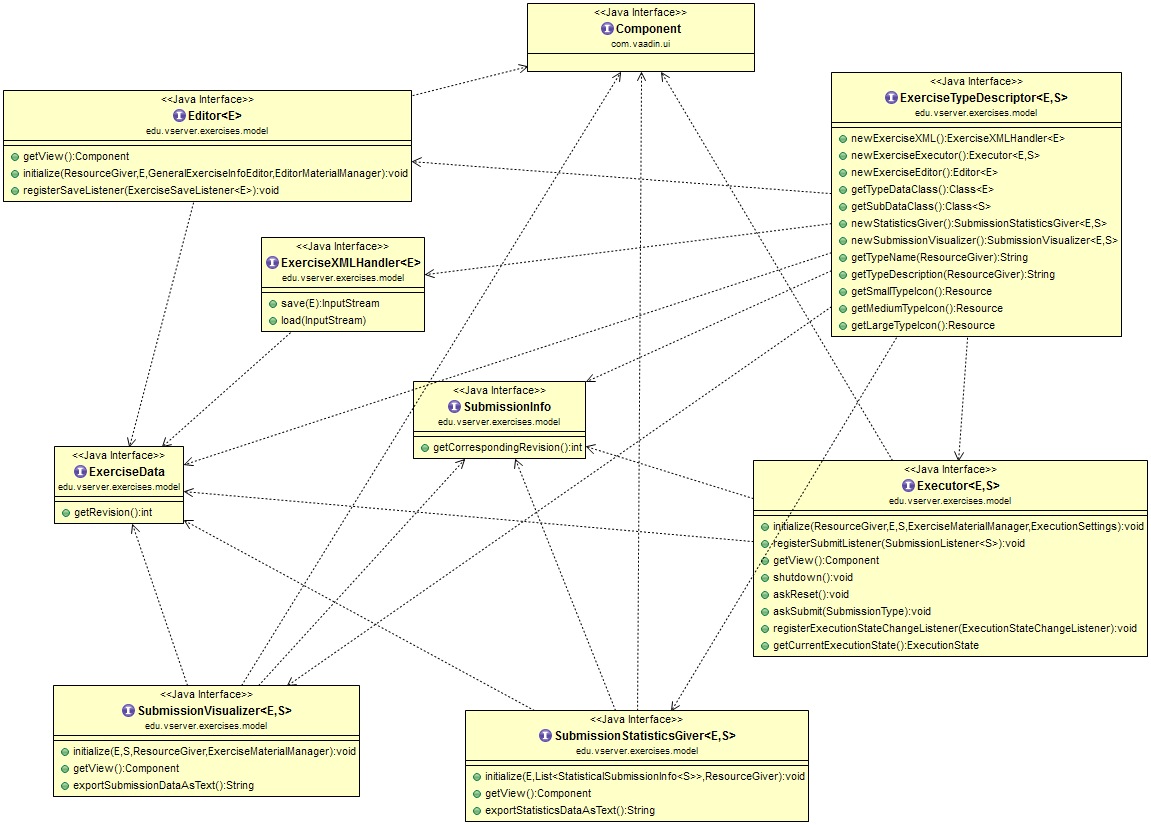 <<Java Interface>>
Component
com.vaadin.ui
<<Java Interface>>
Editor<E>
edu.vserver.exercises.model
getView():Component
initialize(ResourceGiver,E,GeneralExerciseInfoEditor,EditorMaterialManager):void
registerSaveListener(ExerciseSaveListener<E>):void
<<Java Interface>>
ExerciseTypeDescriptor<E,S>
edu.vserver.exercises.model
newExerciseXML():ExerciseXMLHandler<E>
newExerciseExecutor():Executor<E,S>
newExerciseEditor():Editor<E>
getTypeDataClass():Class<E>
getSubDataClass():Class<S>
newStatisticsGiver():SubmissionStatisticsGiver<E,S>
newSubmissionVisualizer():SubmissionVisualizer<E,S>
getTypeName(ResourceGiver):String
getTypeDescription(ResourceGiver):String
getSmallTypeIcon():Resource
getMediumTypeIcon():Resource
getLargeTypeIcon():Resource
<<Java Interface>>
ExerciseXMLHandler<E>
edu.vserver.exercises.model
save(E):InputStream
load(InputStream)
<<Java Interface>>
SubmissionInfo
edu.vserver.exercises.model
getCorrespondingRevision():int
<<Java Interface>>
ExerciseData
edu.vserver.exercises.model
getRevision():int
<<Java Interface>>
Executor<E,S>
edu.vserver.exercises.model
initialize(ResourceGiver,E,S,ExerciseMaterialManager,ExecutionSettings):void
registerSubmitListener(SubmissionListener<S>):void
getView():Component
shutdown():void
askReset():void
askSubmit(SubmissionType):void
registerExecutionStateChangeListener(ExecutionStateChangeListener):void
getCurrentExecutionState():ExecutionState
<<Java Interface>>
SubmissionVisualizer<E,S>
edu.vserver.exercises.model
initialize(E,S,ResourceGiver,ExerciseMaterialManager):void
getView():Component
exportSubmissionDataAsText():String
<<Java Interface>>
SubmissionStatisticsGiver<E,S>
edu.vserver.exercises.model
initialize(E,List<StatisticalSubmissionInfo<S>>,ResourceGiver):void
getView():Component
exportStatisticsDataAsText():String